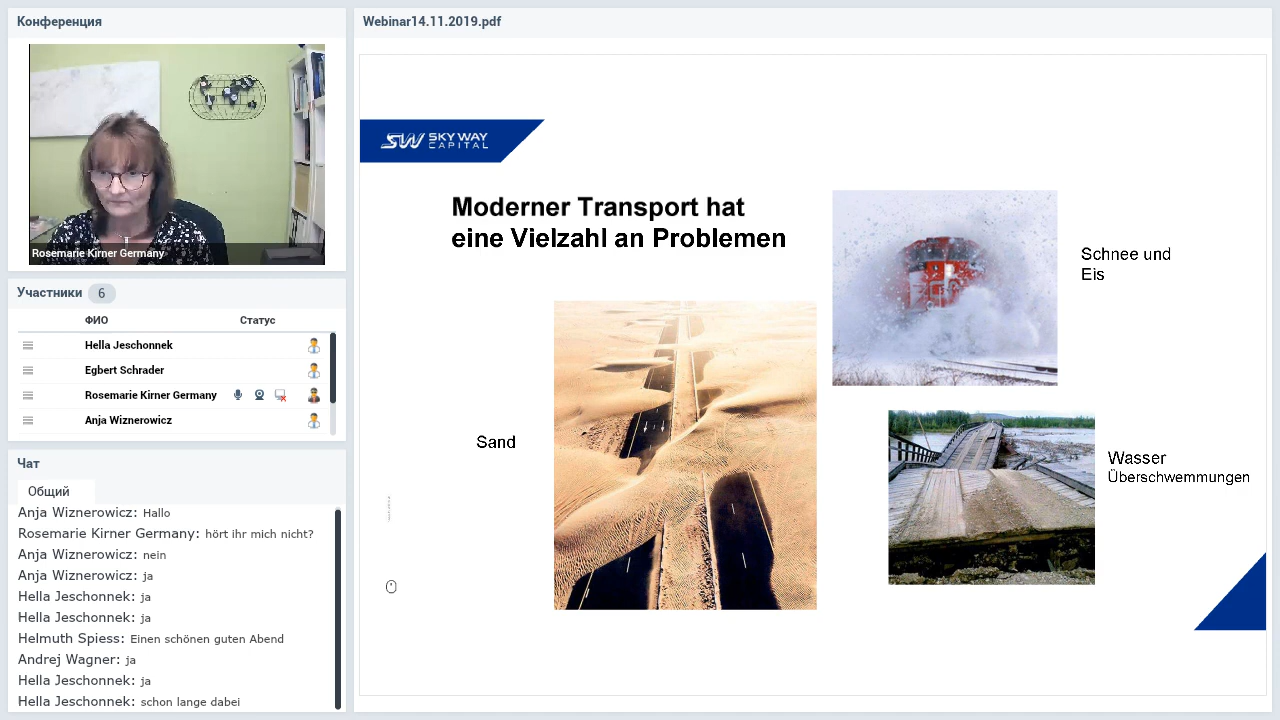 Конференция
Rosemarie Kirner Germany
Участники 6
ФИО Статус
Hella Jeschonnek
Egbert Schrader
Rosemarie Kirner Germany
Anja Wiznerowicz
Чат
Общий
Anja Wiznerowicz: Hallo
Rosemarie Kirner Germany: hört ihr mich nicht?
Anja Wiznerowicz: nein
Anja Wiznerowicz: ja
Hella Jeschonnek: ja
Hella Jeschonnek: ja
Helmuth Spiess: Einen schönen guten Abend
Andrej Wagner: ja
Hella Jeschonnek: ja
Hella Jeschonnek: schon lange dabei
Webinar14.11.2019.pdf
SW SKY WAY
CAPITAL
Moderner Transport hat
eine Vielzahl an Problemen
Schnee und
Eis
Sand
Wasser
Überschwemmungen